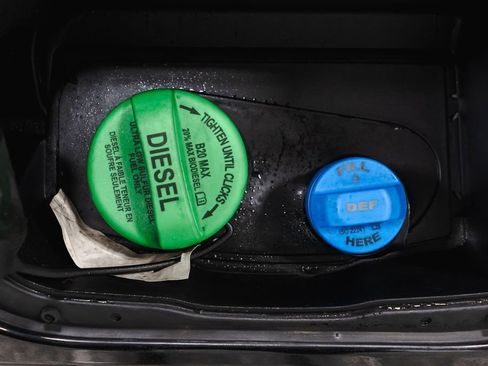 TIGHTEN UNTIL CLICKS
B20 MAX
20% MAX BIODIESEL
DIESEL
ULTRA LOW SULFUR DIESEL
FUEL ONLY
DIESEL À FAIBLE TENEUR EN
SOUFRE SEULEMENT
FILL
DEF
HERE